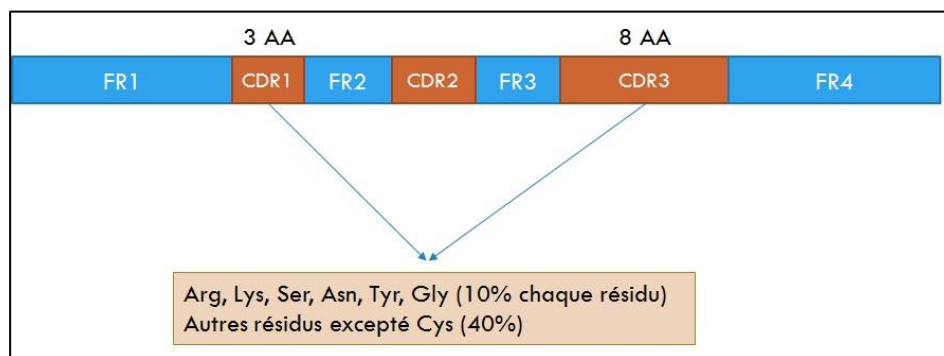 3 AA 8 AA
FR1 CDR1 FR2 CDR2 FR3 CDR3 FR4
Arg, Lys, Ser, Asn, Tyr, Gly (10% chaque résidu)
Autres résidus excepté Cys (40%)